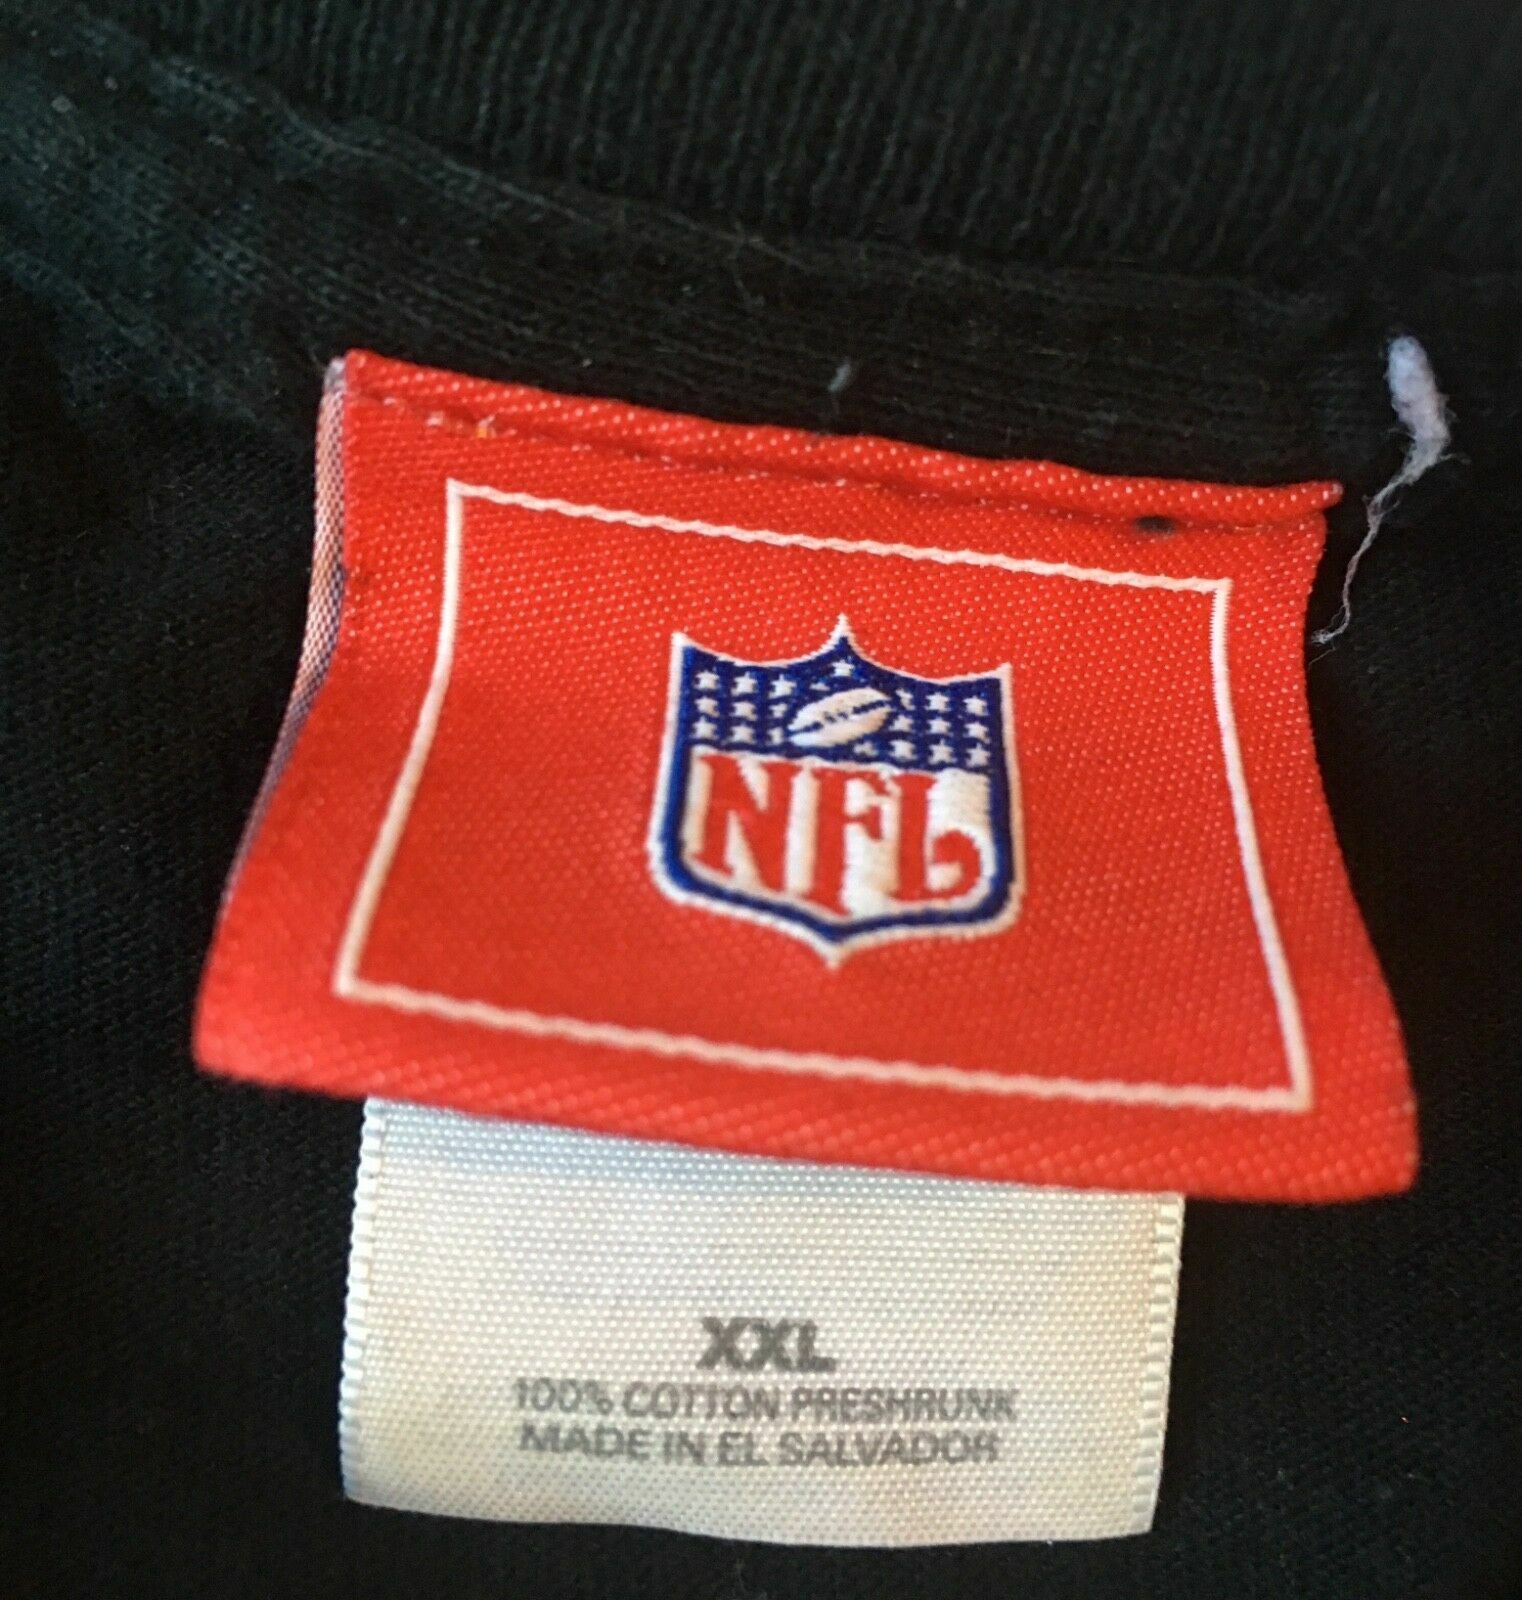 NFL
XXL
100% COTTON PRESHRUNK
MADE IN EL SALVADOR